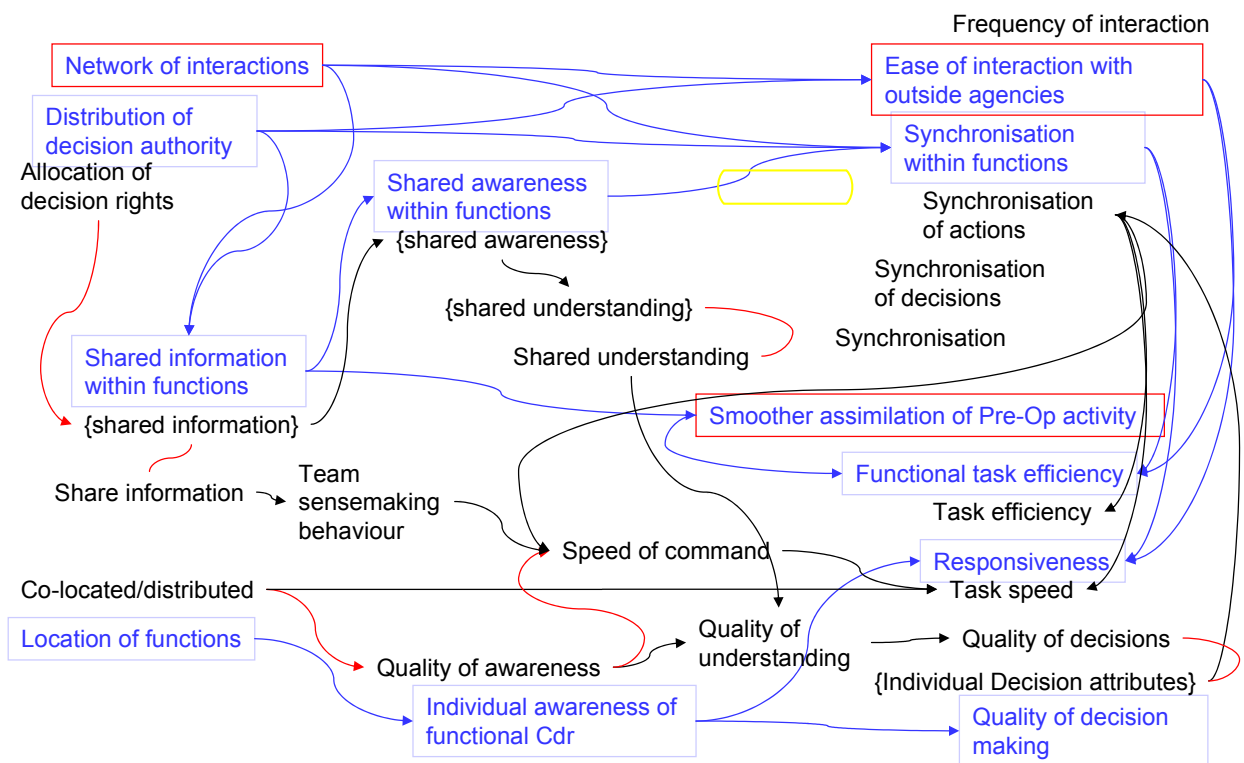 Frequency of interaction
Network of interactions
Ease of interaction with
outside agencies
Distribution of
decision authority
Synchronisation
within functions
Allocation of
decision rights
Shared awareness
within functions
{shared awareness}
Synchronisation
of actions
Synchronisation
of decisions
{shared understanding}
Synchronisation
Shared understanding
Shared information
within functions
{shared information}
Smoother assimilation of Pre-Op activity
Functional task efficiency
Share information
Team
sensemaking
behaviour
Task efficiency
Speed of command
Responsiveness
Task speed
Co-located/distributed
Location of functions
Quality of awareness
Quality of
understanding
Quality of decisions
{Individual Decision attributes}
Individual awareness of
functional Cdr
Quality of decision
making